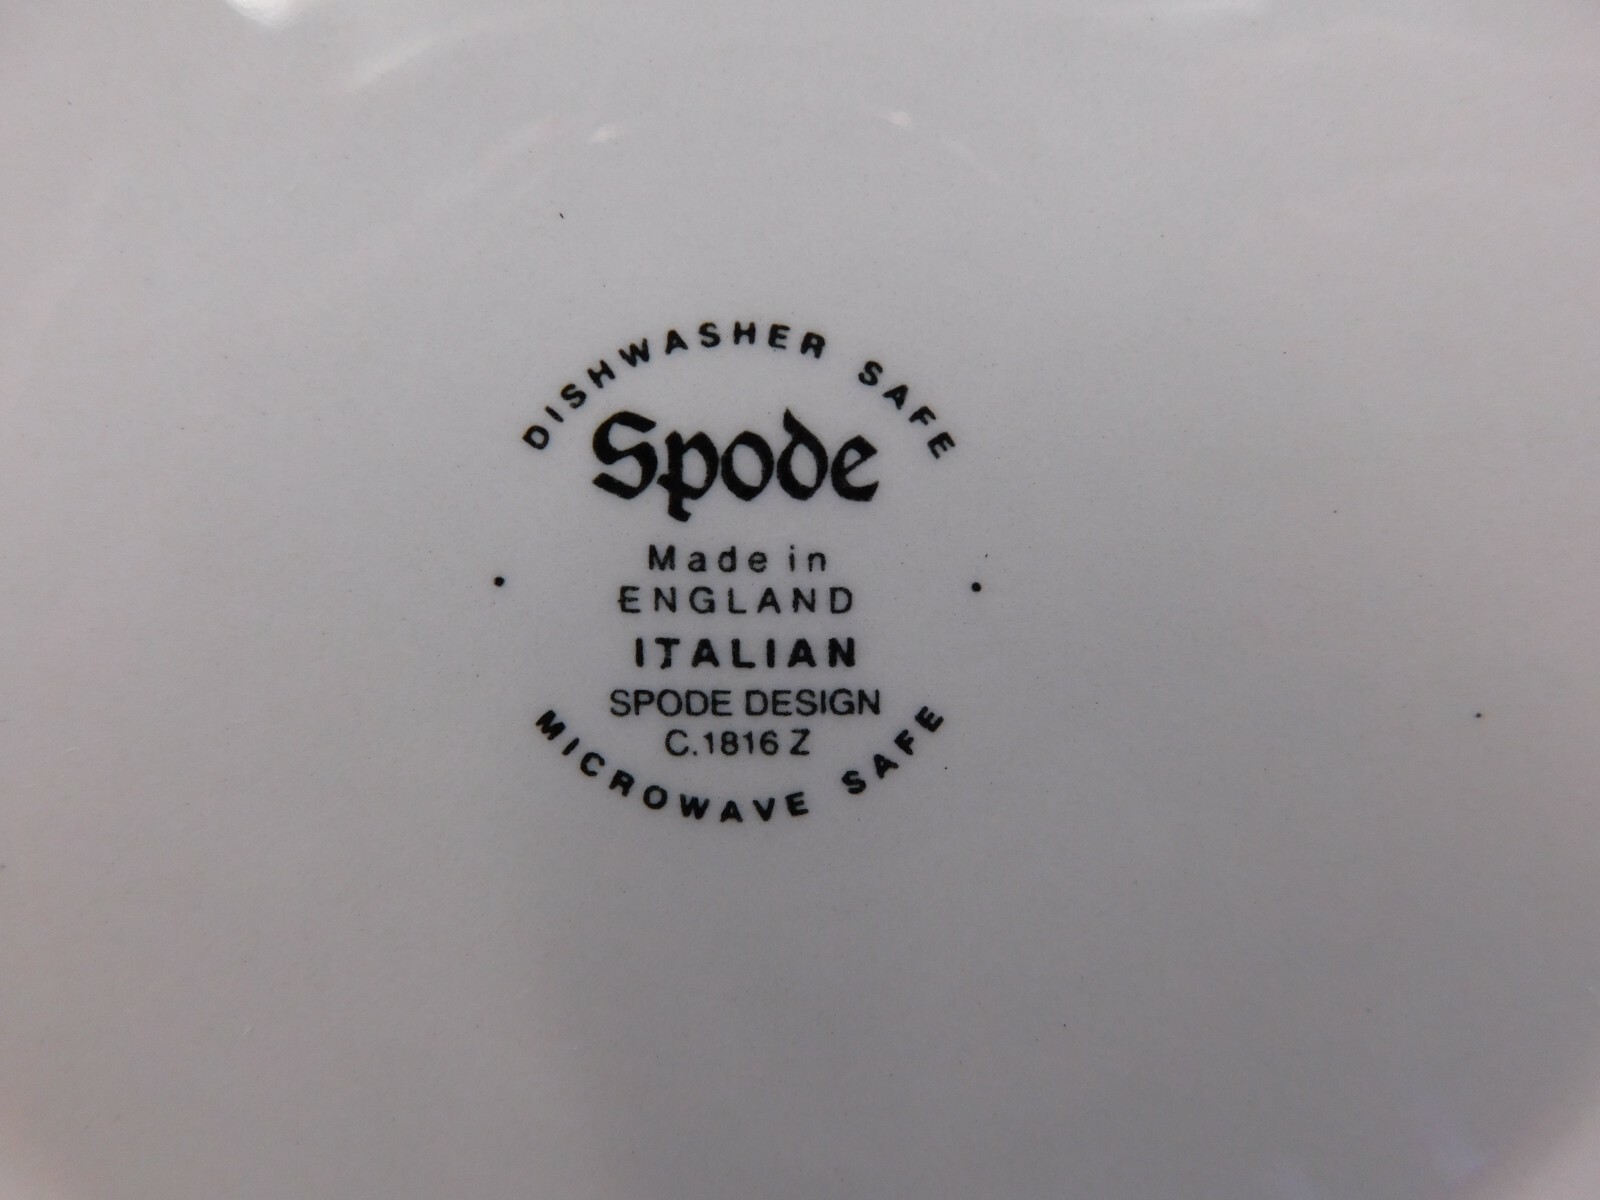 DISHWASHER SAFE
Spode
Made in
ENGLAND
ITALIAN
SPODE DESIGN
C.1816 Z
MICROWAVE SAFE